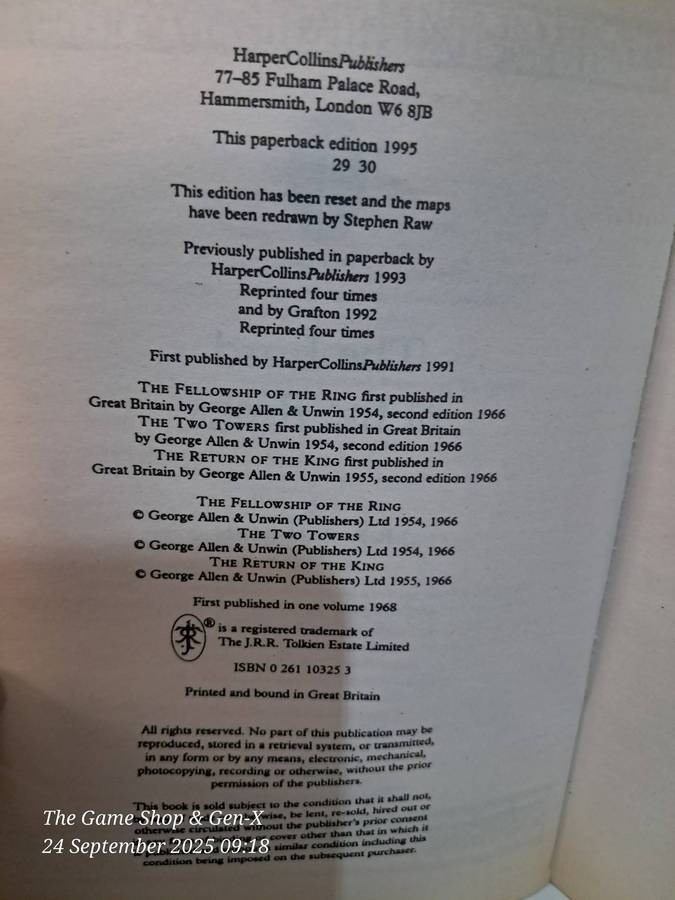 HarperCollinsPublishers
77–85 Fulham Palace Road,
Hammersmith, London W6 8JB
This paperback edition 1995
29 30
This edition has been reset and the maps
have been redrawn by Stephen Raw
Previously published in paperback by
HarperCollinsPublishers 1993
Reprinted four times
and by Grafton 1992
Reprinted four times
First published by HarperCollinsPublishers 1991
THE FELLOWSHIP OF THE RING first published in
Great Britain by George Allen & Unwin 1954, second edition 1966
THE TWO TOWERS first published in Great Britain
by George Allen & Unwin 1954, second edition 1966
THE RETURN OF THE KING first published in
Great Britain by George Allen & Unwin 1955, second edition 1966
THE FELLOWSHIP OF THE RING
© George Allen & Unwin (Publishers) Ltd 1954, 1966
THE TWO TOWERS
© George Allen & Unwin (Publishers) Ltd 1954, 1966
THE RETURN OF THE KING
© George Allen & Unwin (Publishers) Ltd 1955, 1966
First published in one volume 1968
® is a registered trademark of
The J.R.R. Tolkien Estate Limited
ISBN 0 261 10325 3
Printed and bound in Great Britain
All rights reserved. No part of this publication may be
reproduced, stored in a retrieval system, or transmitted,
in any form or by any means, electronic, mechanical,
photocopying, recording or otherwise, without the prior
permission of the publishers.
This book is sold subject to the condition that it shall not,
be lent, re-sold, hired out or
otherwise circulated without the publisher's prior consent
cover other than that in which it
similar condition including this
condition being imposed on the subsequent purchaser.
The Game Shop & Gen-X
24 September 2025 09:18